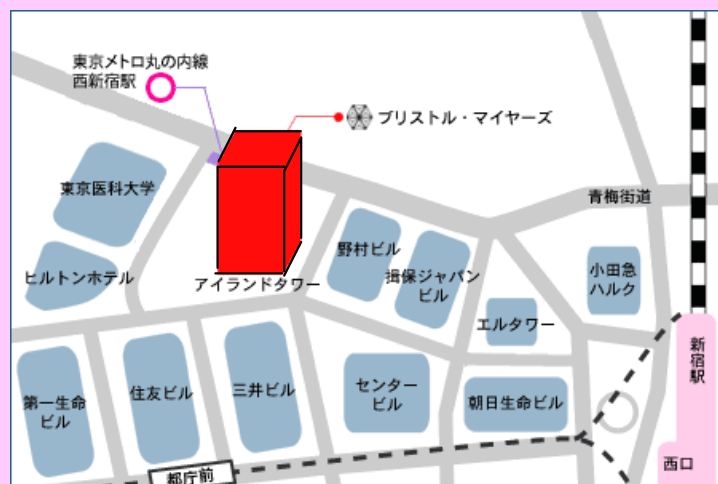 東京メトロ丸の内線
西新宿駅
ブリストル・マイヤーズ
東京医科大学
青梅街道
野村ビル
小田急
ハルク
ヒルトンホテル
アイランドタワー
損保ジャパン
ビル
エルタワー
新宿駅
第一生命
ビル
住友ビル
三井ビル
センター
ビル
朝日生命ビル
西口
都庁前